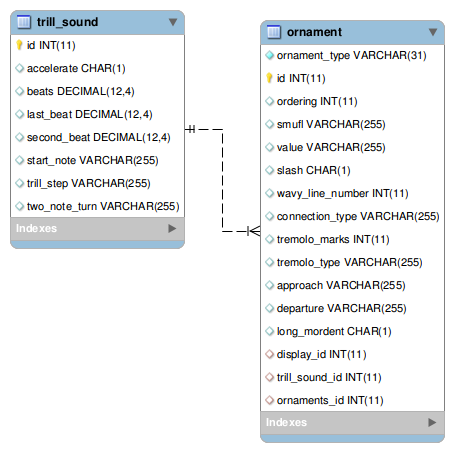 trill_sound
id INT(11)
accelerate CHAR(1)
beats DECIMAL(12,4)
last_beat DECIMAL(12,4)
second_beat DECIMAL(12,4)
start_note VARCHAR(255)
trill_step VARCHAR(255)
two_note_turn VARCHAR(255)
Indexes
ornament
ornament_type VARCHAR(31)
id INT(11)
ordering INT(11)
smufl VARCHAR(255)
value VARCHAR(255)
slash CHAR(1)
wavy_line_number INT(11)
connection_type VARCHAR(255)
tremolo_marks INT(11)
tremolo_type VARCHAR(255)
approach VARCHAR(255)
departure VARCHAR(255)
long_mordent CHAR(1)
display_id INT(11)
trill_sound_id INT(11)
ornaments_id INT(11)
Indexes